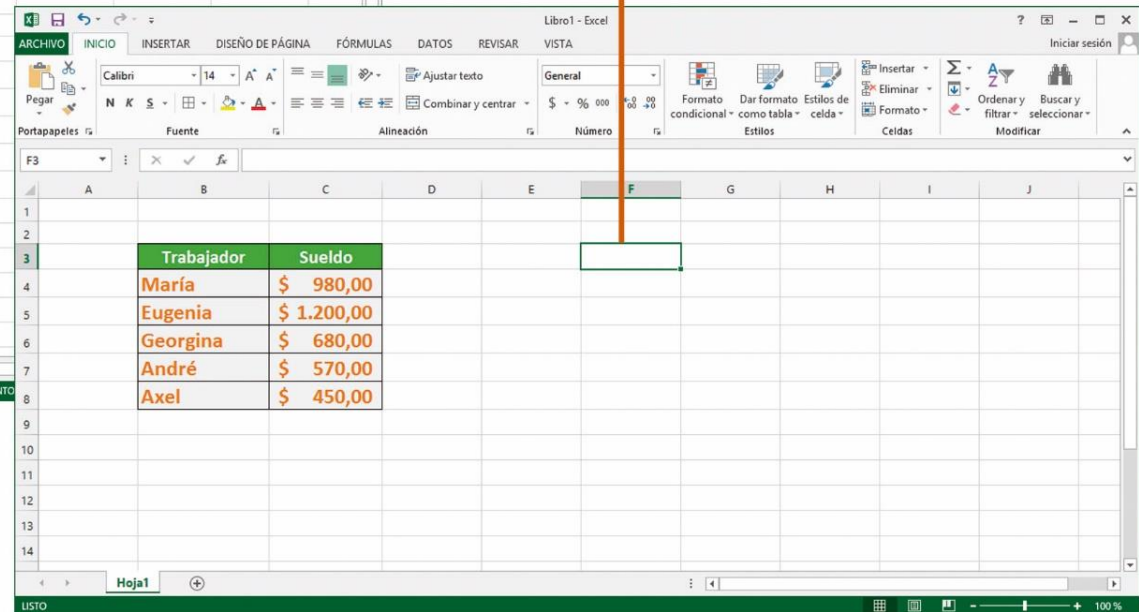 Libro1 - Excel
ARCHIVO INICIO INSERTAR DISEÑO DE PÁGINA FÓRMULAS DATOS REVISAR VISTA Iniciar sesión
Pegar
Calibri 14
N K S
Ajustar texto
Combinar y centrar
General
$ % 000
Formato condicional
Dar formato como tabla
Estilos de celda
Insertar
Eliminar
Formato
Ordenar y filtrar
Buscar y seleccionar
Portapapeles Fuente Alineación Número Estilos Celdas Modificar
F3 fx
A B C D E F G H I J
1
2
3 Trabajador Sueldo
4 María $ 980,00
5 Eugenia $ 1.200,00
6 Georgina $ 680,00
7 André $ 570,00
8 Axel $ 450,00
9
10
11
12
13
14
Hoja1
LISTO 100 %